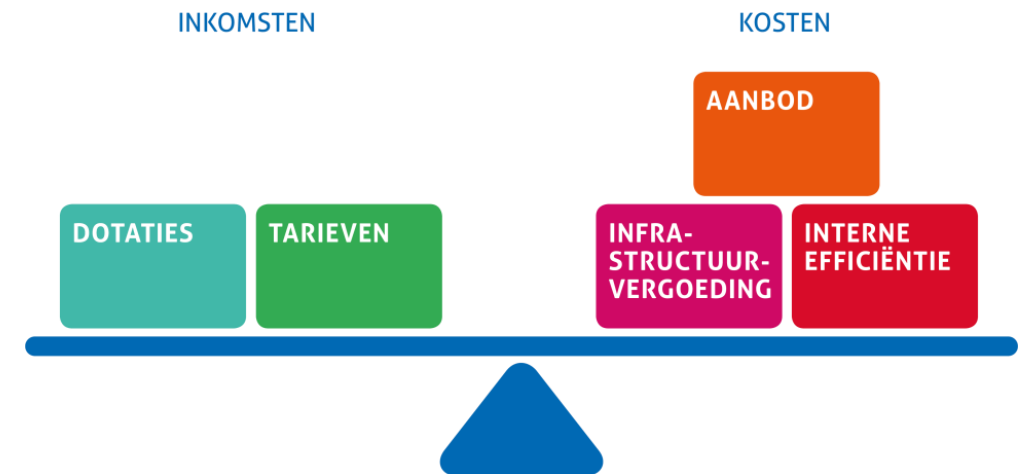 INKOMSTEN
KOSTEN
AANBOD
DOTATIES
TARIEVEN
INFRA-
STRUCTUUR-
VERGOEDING
INTERNE
EFFICIËNTIE